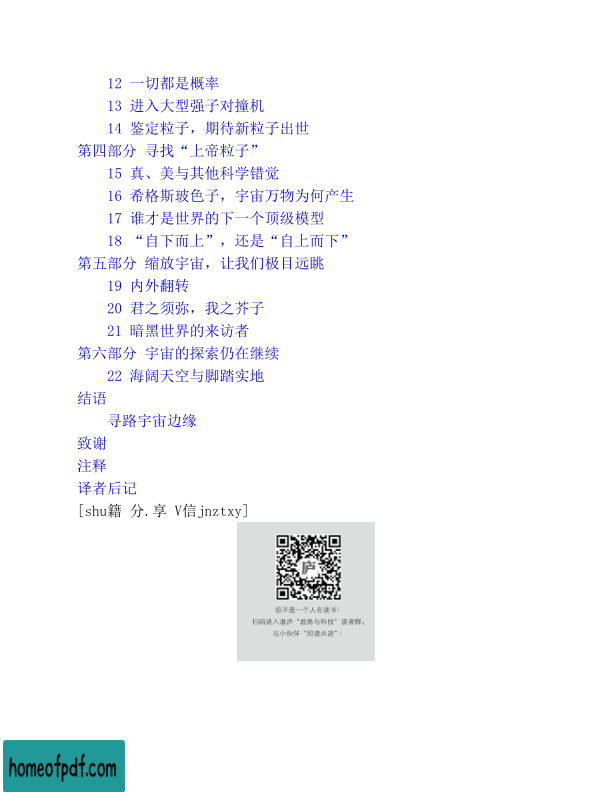 12 一切都是概率
13 进入大型强子对撞机
14 鉴定粒子，期待新粒子出世
第四部分 寻找“上帝粒子”
15 真、美与其他科学错觉
16 希格斯玻色子，宇宙万物为何产生
17 谁才是世界的下一个顶级模型
18 “自下而上”，还是“自上而下”
第五部分 缩放宇宙，让我们极目远眺
19 内外翻转
20 君之须弥，我之芥子
21 暗黑世界的来访者
第六部分 宇宙的探索仍在继续
22 海阔天空与脚踏实地
结语
寻路宇宙边缘
致谢
注释
译者后记
[shu籍 分.享 V信jnztxy]
庐
你不是一个人在读书！
扫码进入湛庐“趋势与科技”读者群，
与小伙伴“同读共进”！
homeofpdf.com